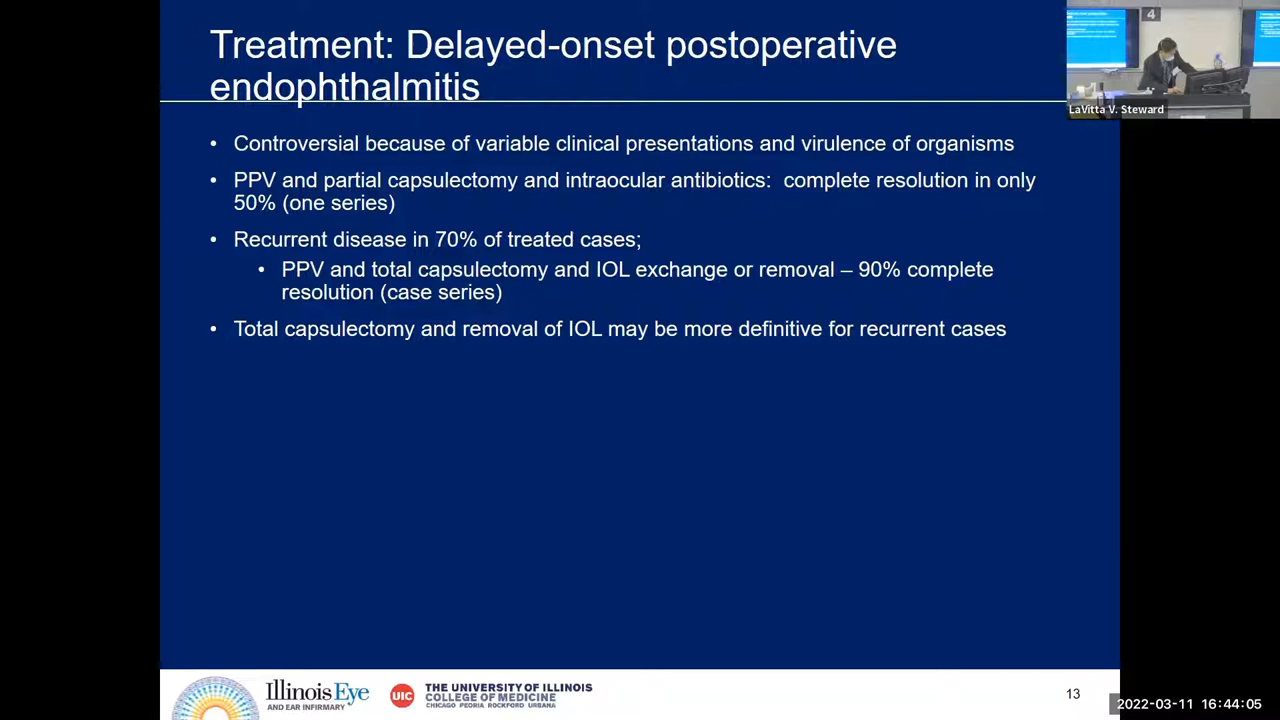 Treatment: Delayed-onset postoperative
endophthalmitis
4
LaVitta V. Steward
• Controversial because of variable clinical presentations and virulence of organisms
• PPV and partial capsulectomy and intraocular antibiotics:  complete resolution in only
50% (one series)
• Recurrent disease in 70% of treated cases;
• PPV and total capsulectomy and IOL exchange or removal – 90% complete
resolution (case series)
• Total capsulectomy and removal of IOL may be more definitive for recurrent cases
Illinois Eye
AND EAR INFIRMARY
UIC
THE UNIVERSITY OF ILLINOIS
COLLEGE OF MEDICINE
CHICAGO PEORIA ROCKFORD URBANA
13
2022-03-11 16:44:05